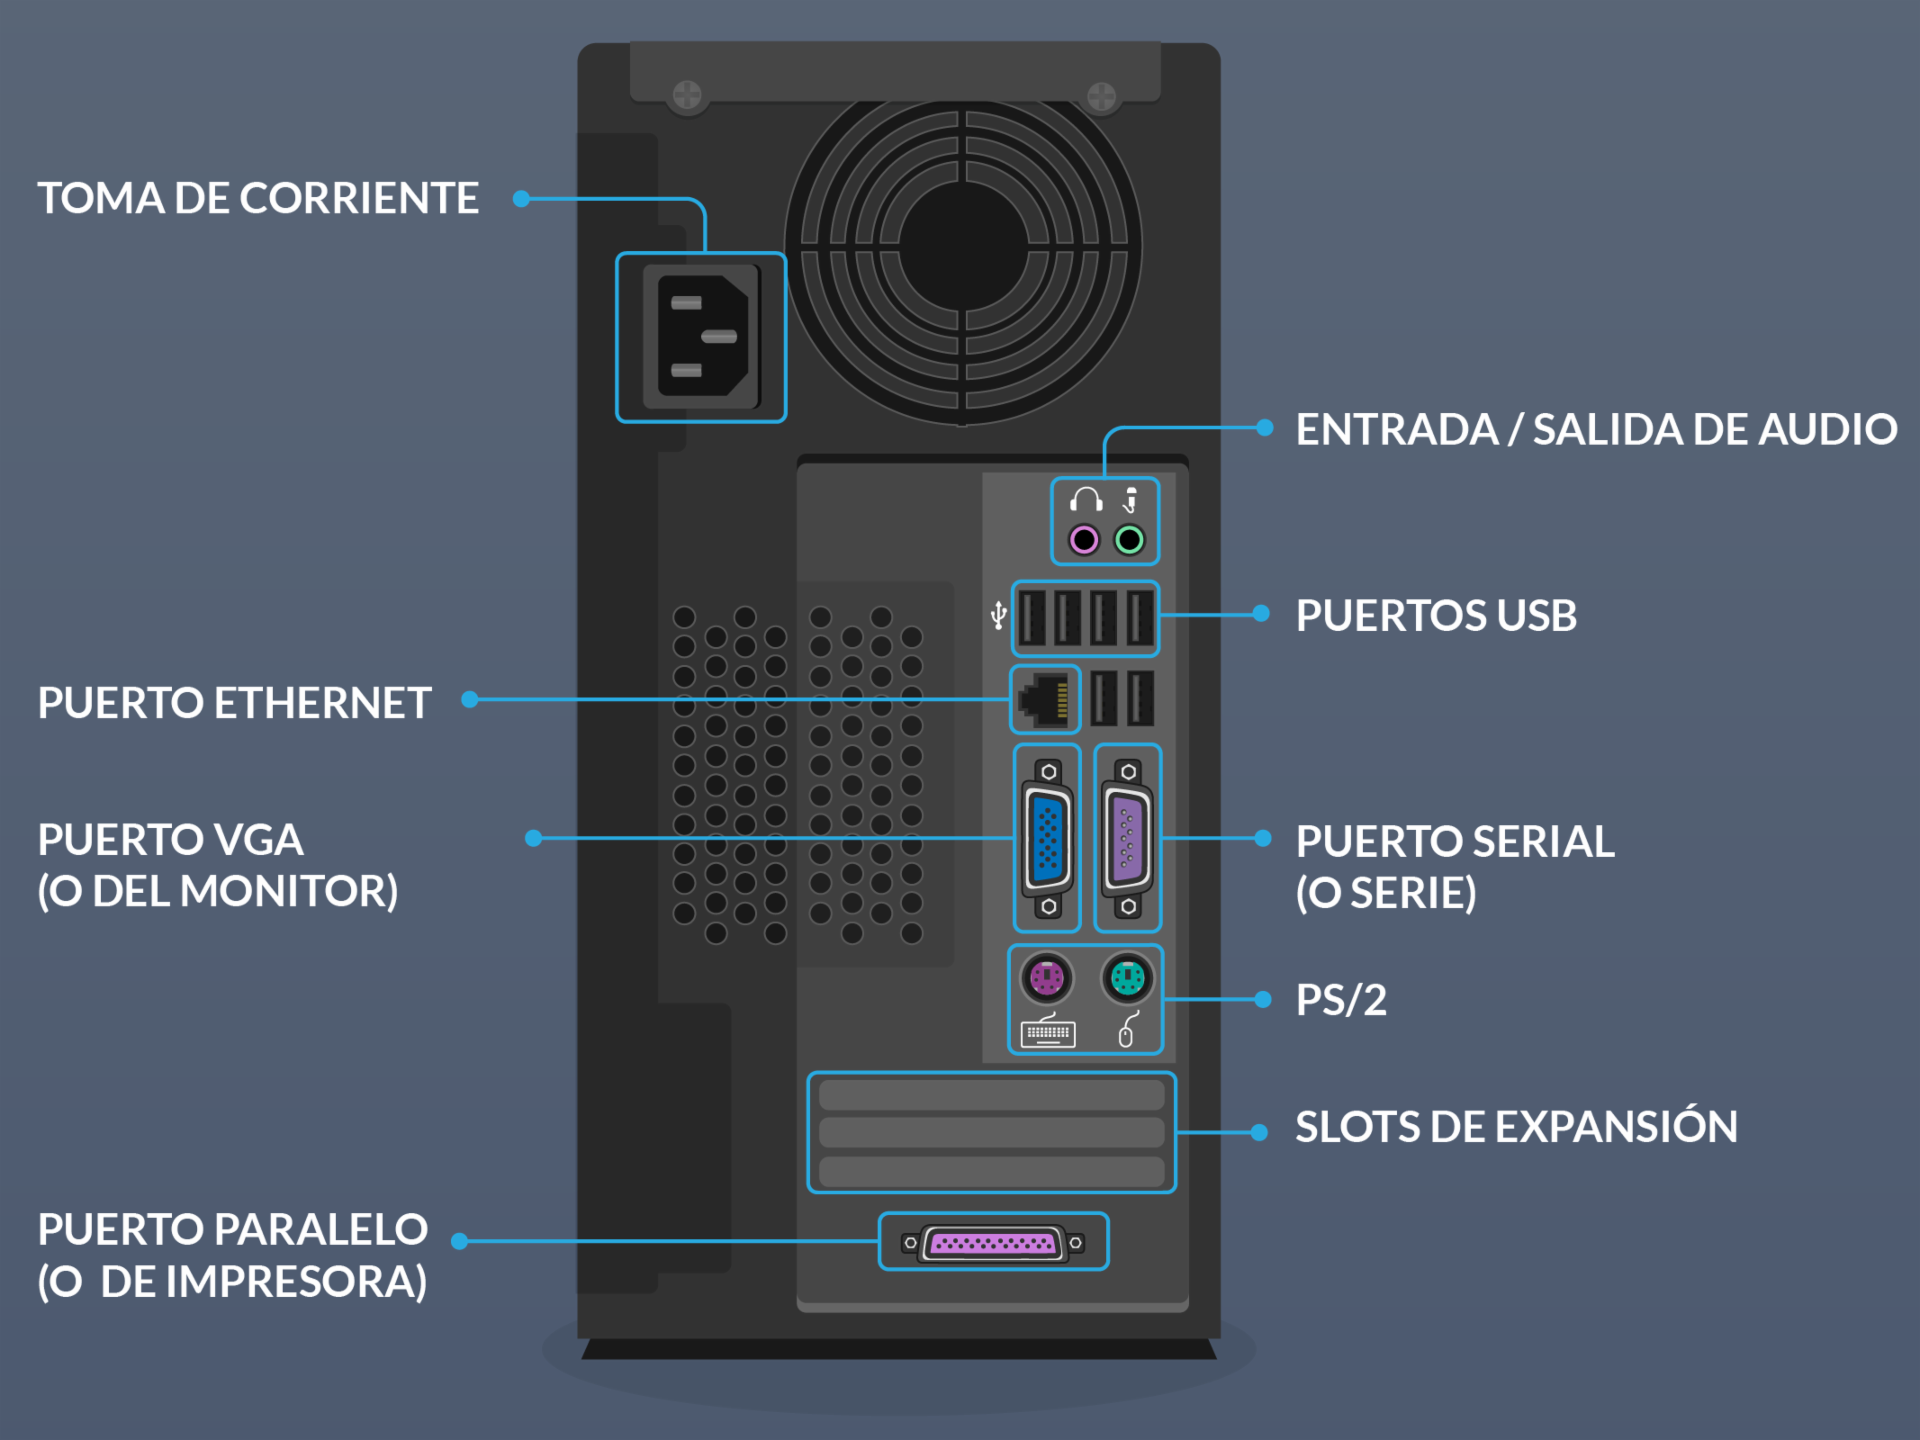 TOMA DE CORRIENTE
ENTRADA / SALIDA DE AUDIO
PUERTOS USB
PUERTO ETHERNET
PUERTO VGA
(O DEL MONITOR)
PUERTO SERIAL
(O SERIE)
PS/2
SLOTS DE EXPANSIÓN
PUERTO PARALELO
(O DE IMPRESORA)